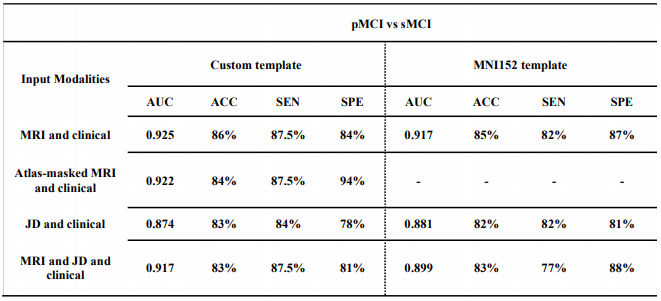 pMCI vs sMCI
Input Modalities Custom template MNI152 template
AUC ACC SEN SPE AUC ACC SEN SPE
MRI and clinical 0.925 86% 87.5% 84% 0.917 85% 82% 87%
Atlas-masked MRI
and clinical 0.922 84% 87.5% 94% - - - -
JD and clinical 0.874 83% 84% 78% 0.881 82% 82% 81%
MRI and JD and
clinical 0.917 83% 87.5% 81% 0.899 83% 77% 88%